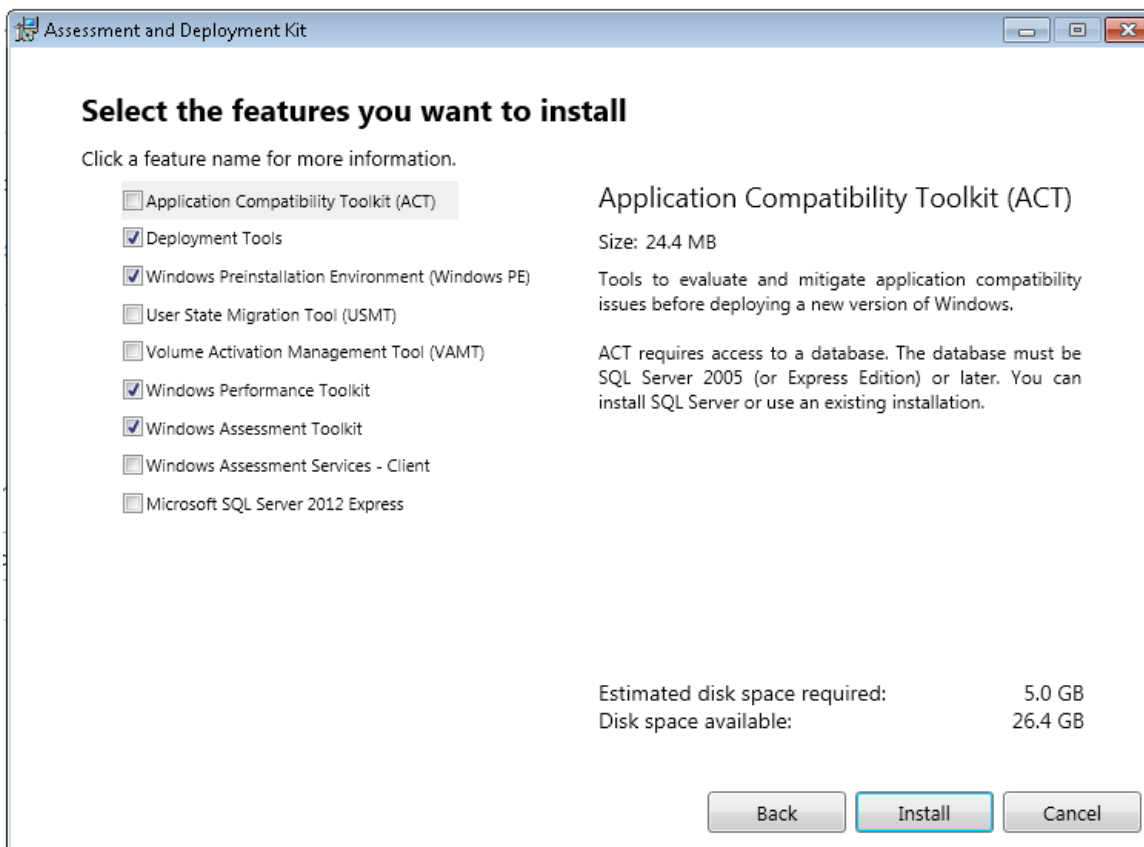 Assessment and Deployment Kit
Select the features you want to install
Click a feature name for more information.
Application Compatibility Toolkit (ACT)
Deployment Tools
Windows Preinstallation Environment (Windows PE)
User State Migration Tool (USMT)
Volume Activation Management Tool (VAMT)
Windows Performance Toolkit
Windows Assessment Toolkit
Windows Assessment Services - Client
Microsoft SQL Server 2012 Express
Application Compatibility Toolkit (ACT)
Size: 24.4 MB
Tools to evaluate and mitigate application compatibility
issues before deploying a new version of Windows.
ACT requires access to a database. The database must be
SQL Server 2005 (or Express Edition) or later. You can
install SQL Server or use an existing installation.
Estimated disk space required: 5.0 GB
Disk space available: 26.4 GB
Back Install Cancel